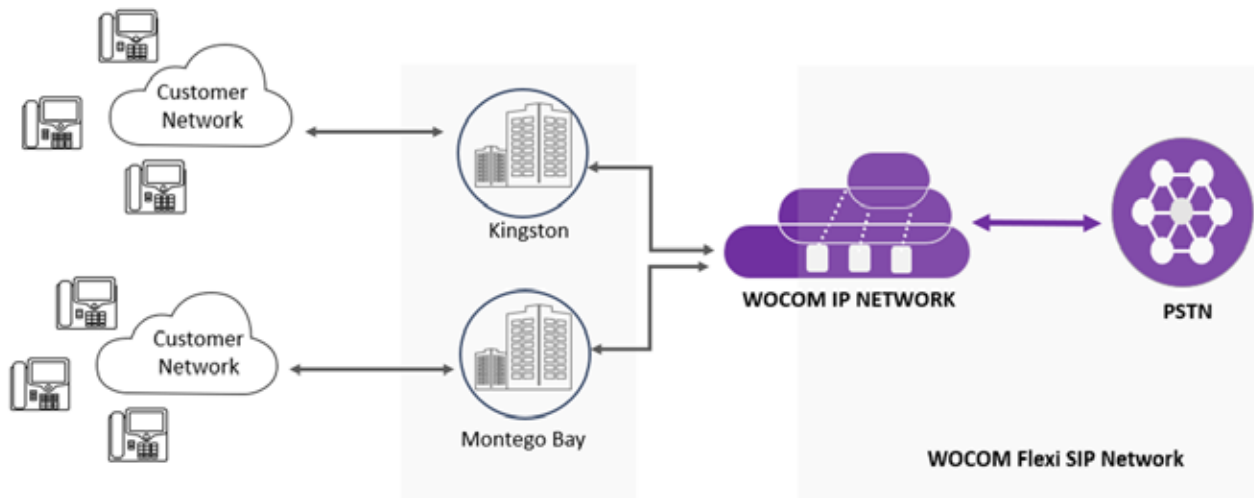 Customer
Network
Kingston
Customer
Network
Montego Bay
WOCOM IP NETWORK
PSTN
WOCOM Flexi SIP Network